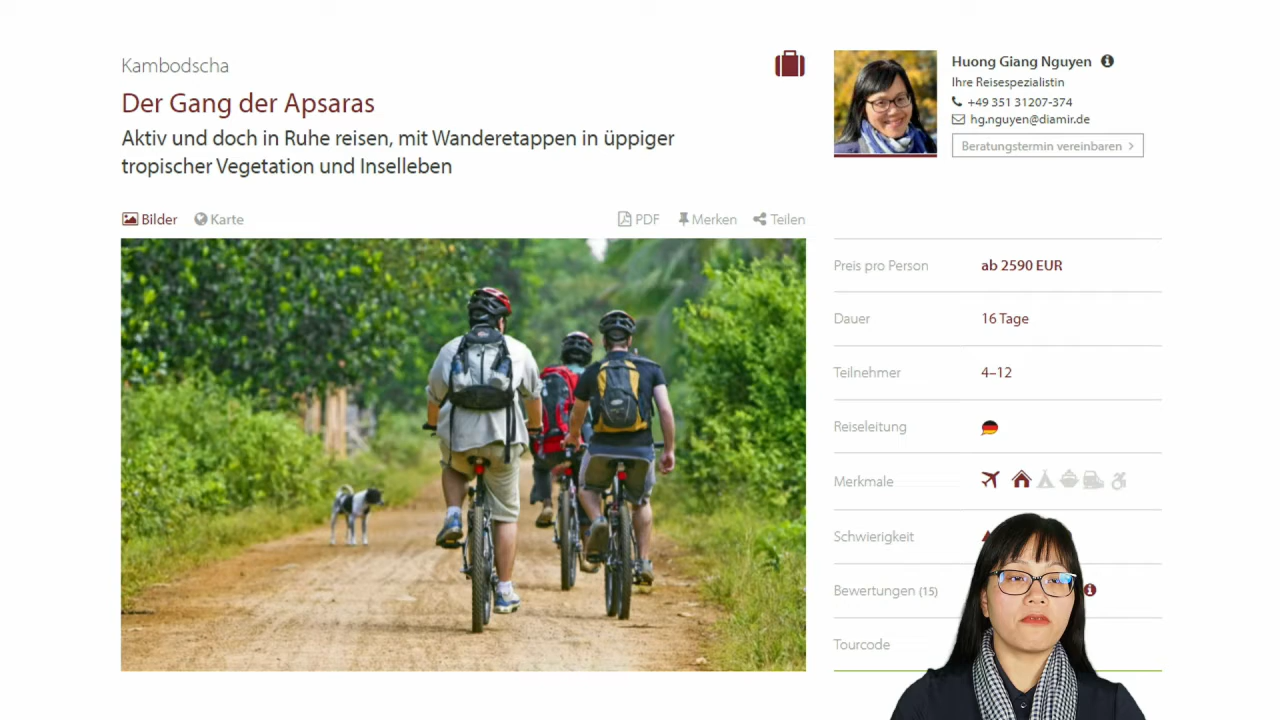 Kambodscha
Der Gang der Apsaras
Aktiv und doch in Ruhe reisen, mit Wanderetappen in üppiger
tropischer Vegetation und Inselleben
Bilder
Karte
PDF
Merken
Teilen
Huong Giang Nguyen
Ihre Reisespezialistin
+49 351 31207-374
hg.nguyen@diamir.de
Beratungstermin vereinbaren
Preis pro Person ab 2590 EUR
Dauer 16 Tage
Teilnehmer 4–12
Reiseleitung
Merkmale
Schwierigkeit
Bewertungen (15)
Tourcode